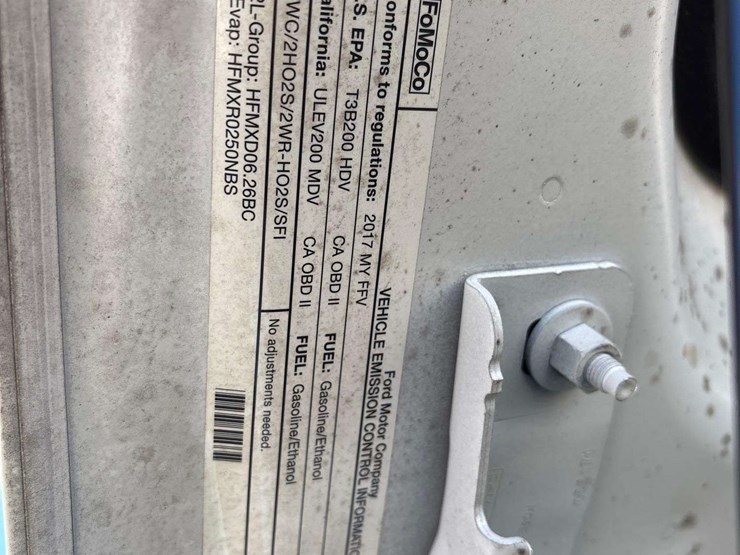 FoMoCo
Ford Motor Company
VEHICLE EMISSION CONTROL INFORMATIO
onforms to regulations: 2017 MY FFV
.S. EPA: T3B200 HDV CA OBD II FUEL: Gasoline/Ethanol
alifornia: ULEV200 MDV CA OBD II FUEL: Gasoline/Ethanol
WC/2HO2S/2WR-HO2S/SFI No adjustments needed.
L-Group: HFMXD06.26BC
Evap: HFMXR0250NBS